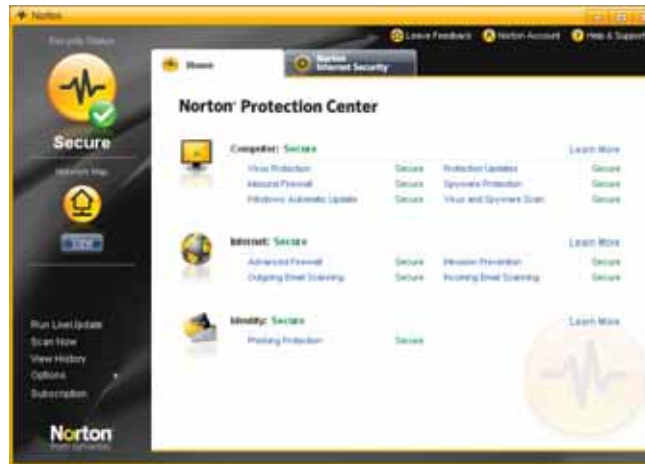 Norton
Security Status
Leave Feedback
Norton Account
Help & Support
Home
Norton
Internet Security
Norton Protection Center
Secure
Network Map
Computer: Secure
Learn More
Virus Protection Secure Protection Updates Secure
Inbound Firewall Secure Spyware Protection Secure
Windows Automatic Update Secure Virus and Spyware Scan Secure
Internet: Secure
Learn More
Advanced Firewall Secure Intrusion Prevention Secure
Outgoing Email Scanning Secure Incoming Email Scanning Secure
Identity: Secure
Learn More
Phishing Protection Secure
Run LiveUpdate
Scan Now
View History
Options
Subscription
Norton
from symantec